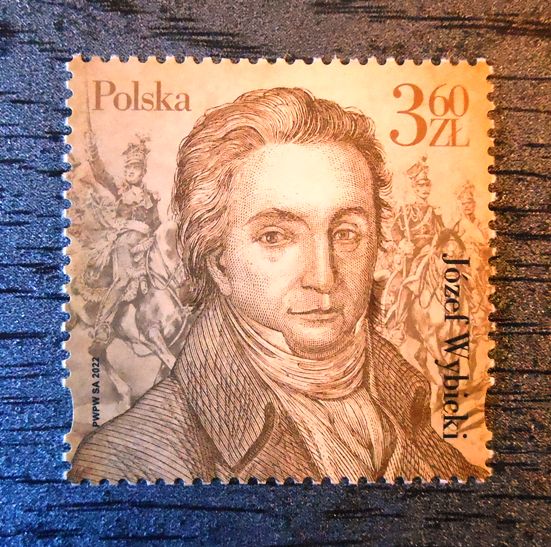 Polska
3 60 ZŁ
Józef Wybicki
PWPW SA 2022